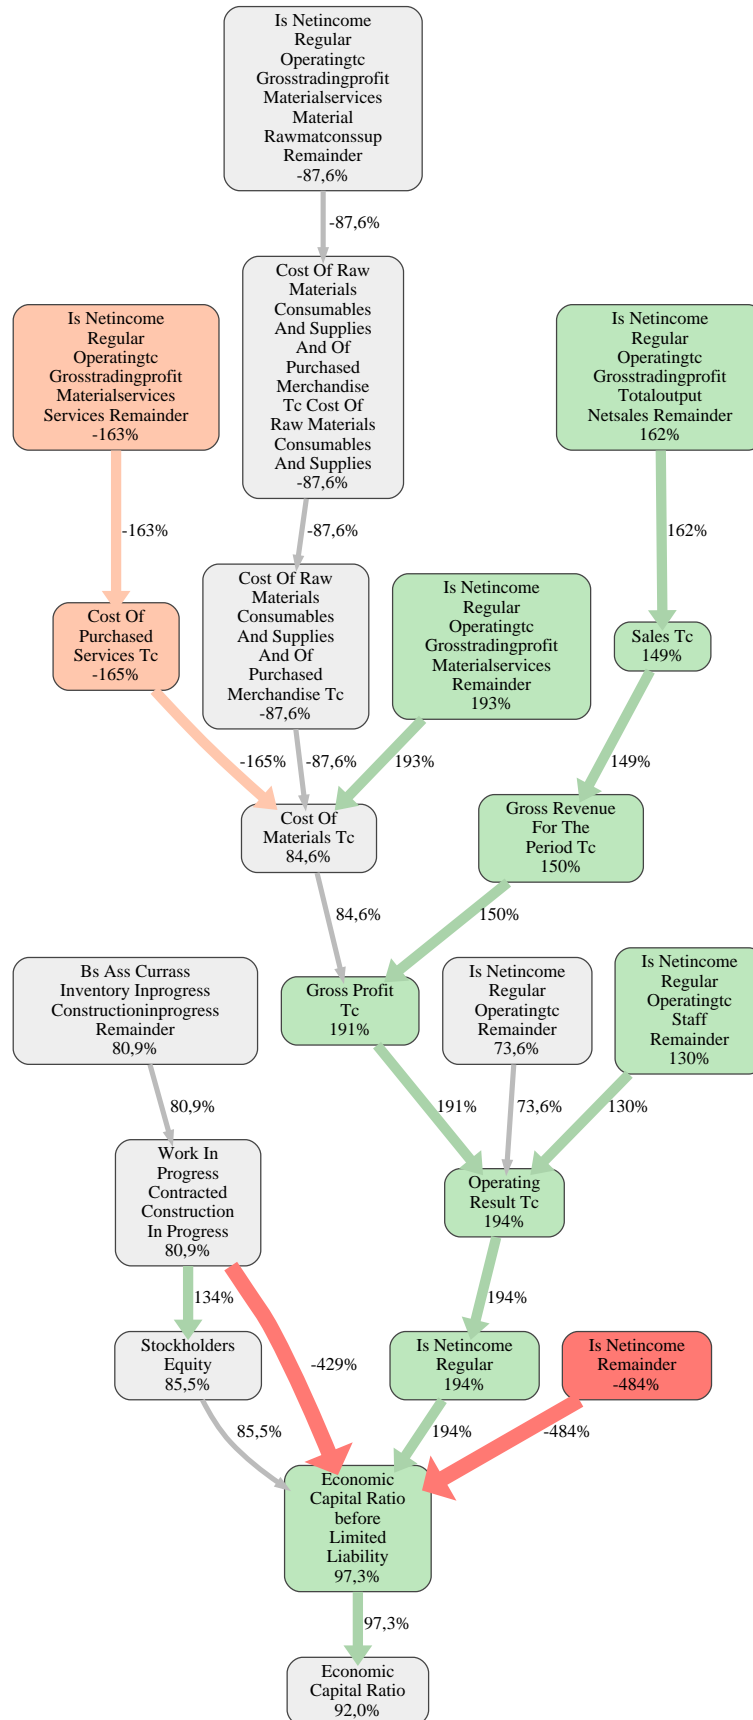 Is Netincome
Regular
Operatingtc
Grosstradingprofit
Materialservices
Material
Rawmatconssup
Remainder
-87,6%
-87,6%
Cost Of Raw
Materials
Consumables
And Supplies
And Of
Purchased
Merchandise
Tc Cost Of
Raw Materials
Consumables
And Supplies
-87,6%
Is Netincome
Regular
Operatingtc
Grosstradingprofit
Materialservices
Services Remainder
-163%
Is Netincome
Regular
Operatingtc
Grosstradingprofit
Totaloutput
Netsales Remainder
162%
-163%
-87,6%
162%
Cost Of
Purchased
Services Tc
-165%
Cost Of Raw
Materials
Consumables
And Supplies
And Of
Purchased
Merchandise Tc
-87,6%
Is Netincome
Regular
Operatingtc
Grosstradingprofit
Materialservices
Remainder
193%
Sales Tc
149%
-165%
-87,6%
193%
149%
Cost Of
Materials Tc
84,6%
Gross Revenue
For The
Period Tc
150%
84,6%
150%
Bs Ass Currass
Inventory Inprogress
Constructioninprogress
Remainder
80,9%
Gross Profit
Tc
191%
Is Netincome
Regular
Operatingtc
Remainder
73,6%
Is Netincome
Regular
Operatingtc
Staff
Remainder
130%
80,9%
191%
73,6%
130%
Work In
Progress
Contracted
Construction
In Progress
80,9%
Operating
Result Tc
194%
134%
-429%
194%
Stockholders
Equity
85,5%
Is Netincome
Regular
194%
Is Netincome
Remainder
-484%
85,5%
194%
-484%
Economic
Capital Ratio
before
Limited
Liability
97,3%
97,3%
Economic
Capital Ratio
92,0%